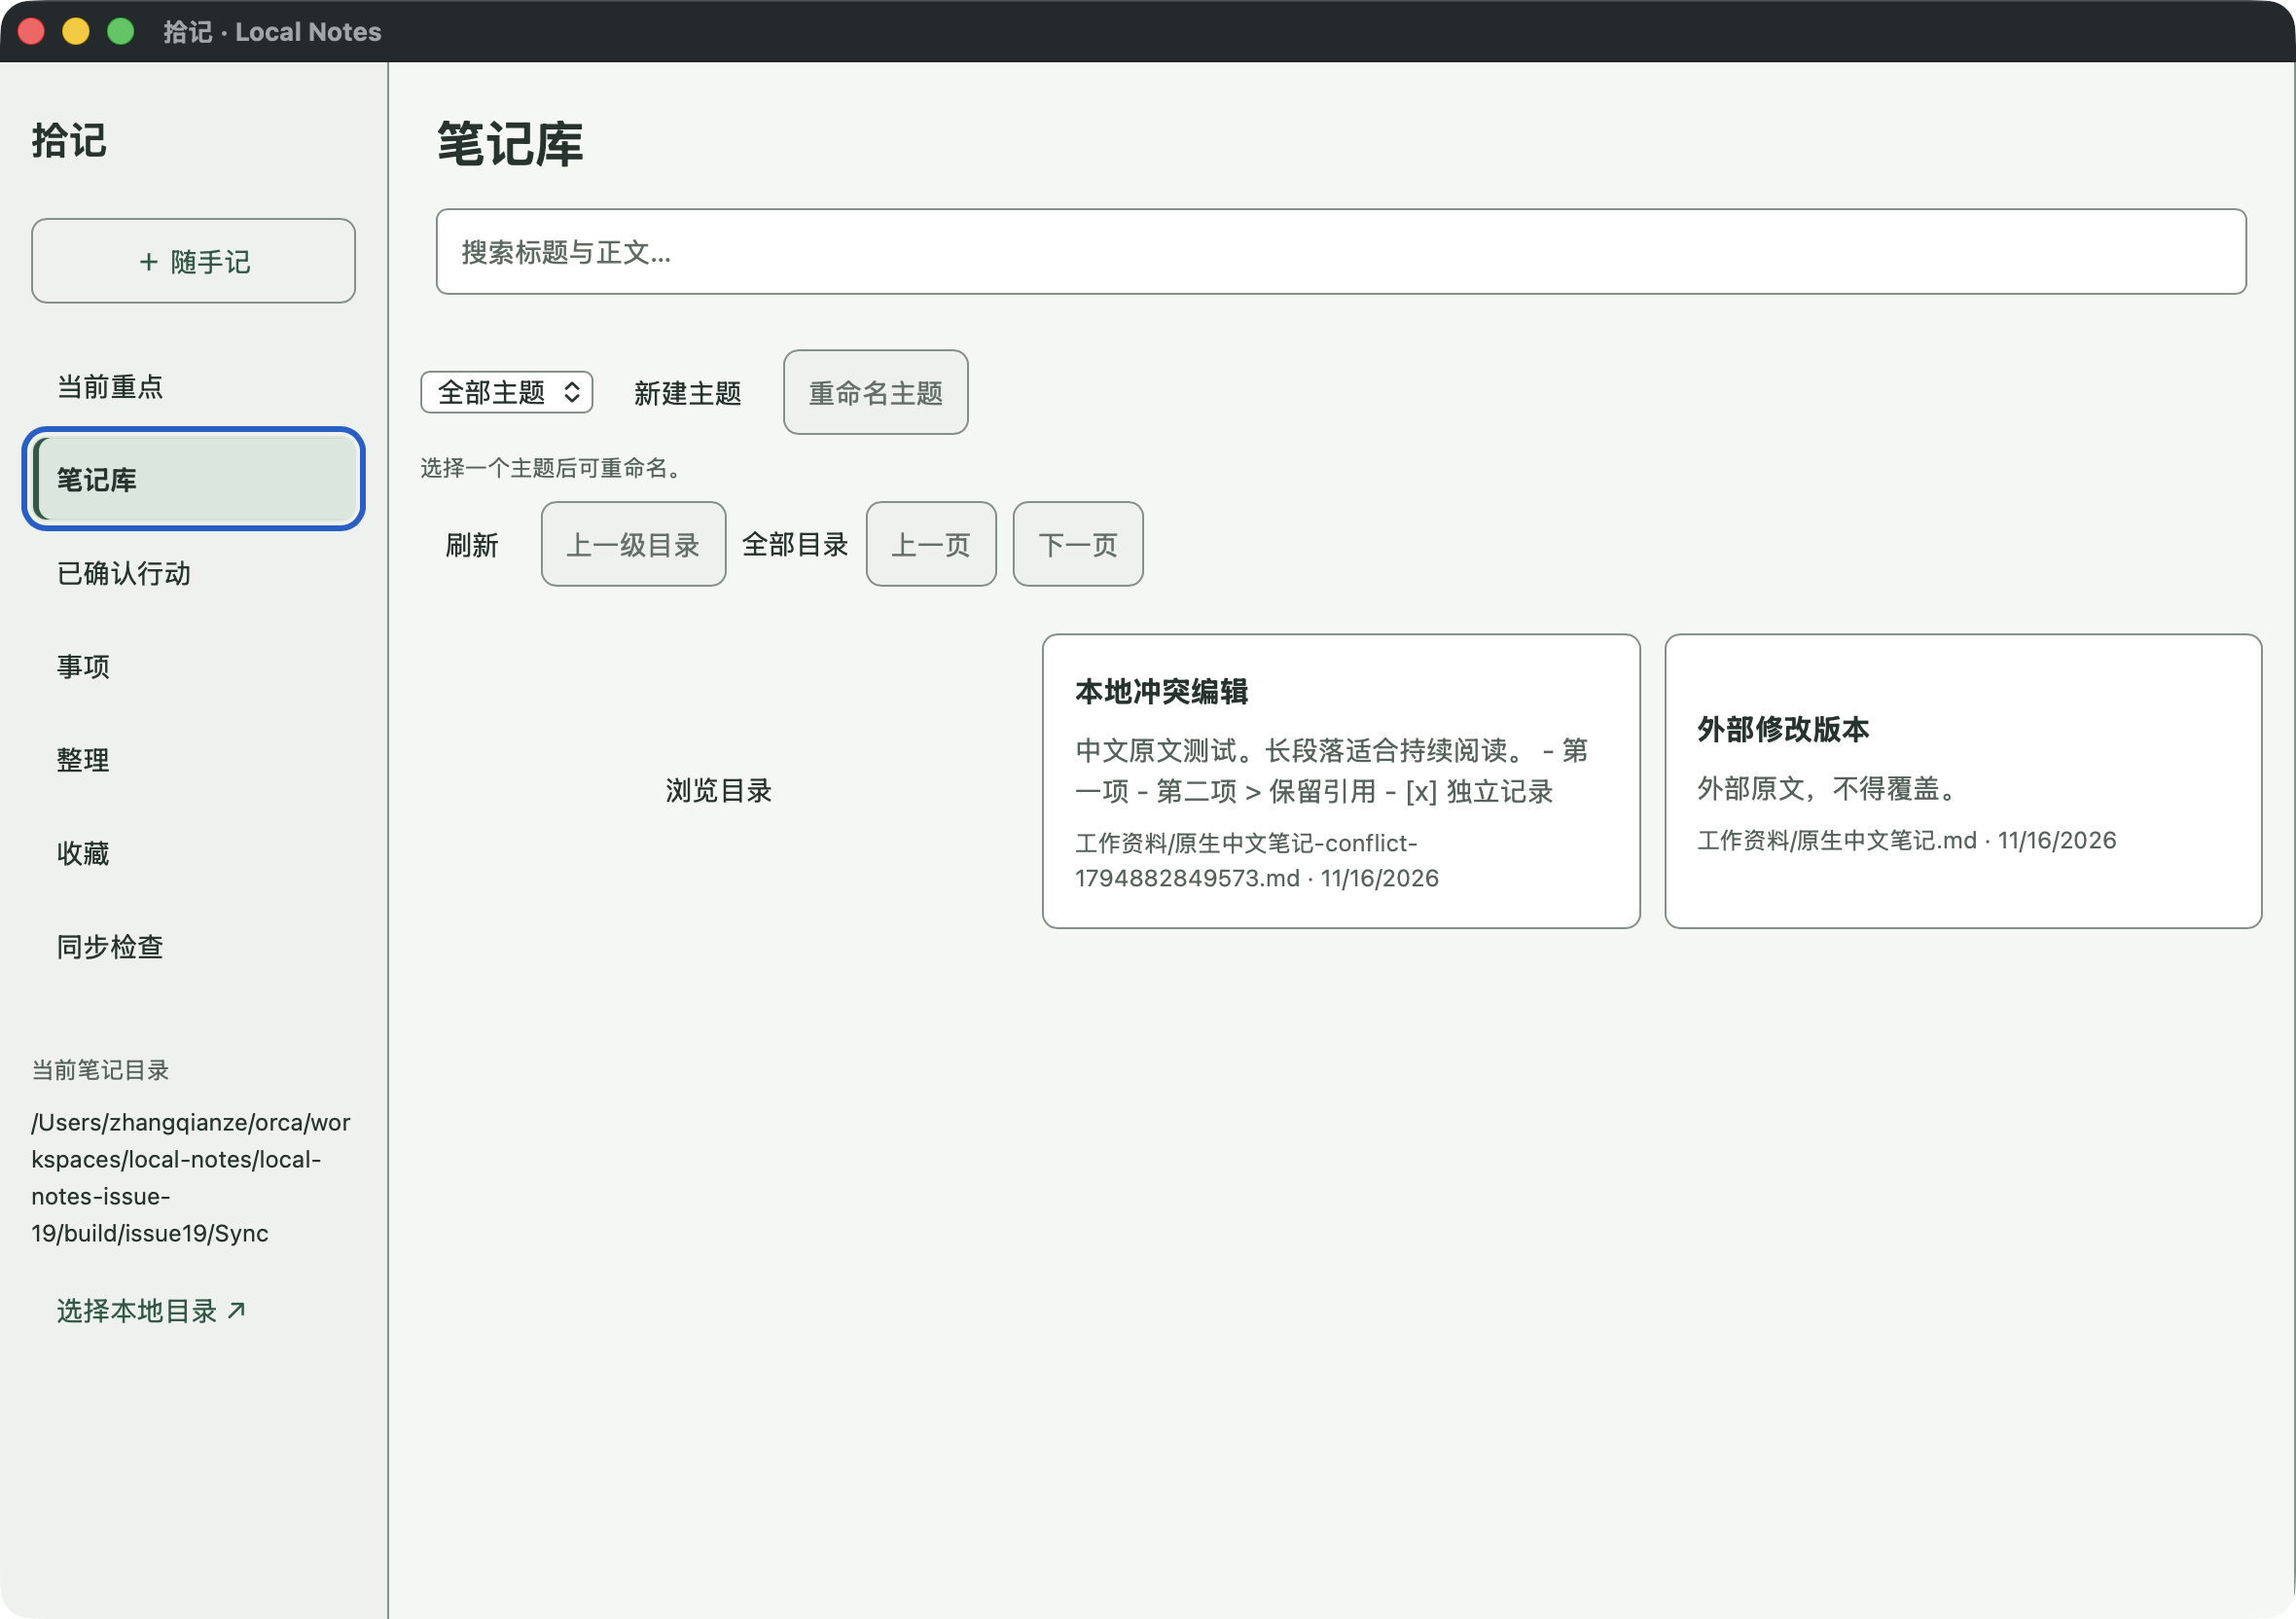 拾记 · Local Notes
拾记
+ 随手记
当前重点
笔记库
已确认行动
事项
整理
收藏
同步检查
当前笔记目录
/Users/zhangqianze/orca/wor
kspaces/local-notes/local-
notes-issue-
19/build/issue19/Sync
选择本地目录 ↗
笔记库
搜索标题与正文...
全部主题 新建主题 重命名主题
选择一个主题后可重命名。
刷新 上一级目录 全部目录 上一页 下一页
浏览目录
本地冲突编辑
中文原文测试。长段落适合持续阅读。 - 第
一项 - 第二项 > 保留引用 - [x] 独立记录
工作资料/原生中文笔记-conflict-
1794882849573.md · 11/16/2026
外部修改版本
外部原文，不得覆盖。
工作资料/原生中文笔记.md · 11/16/2026